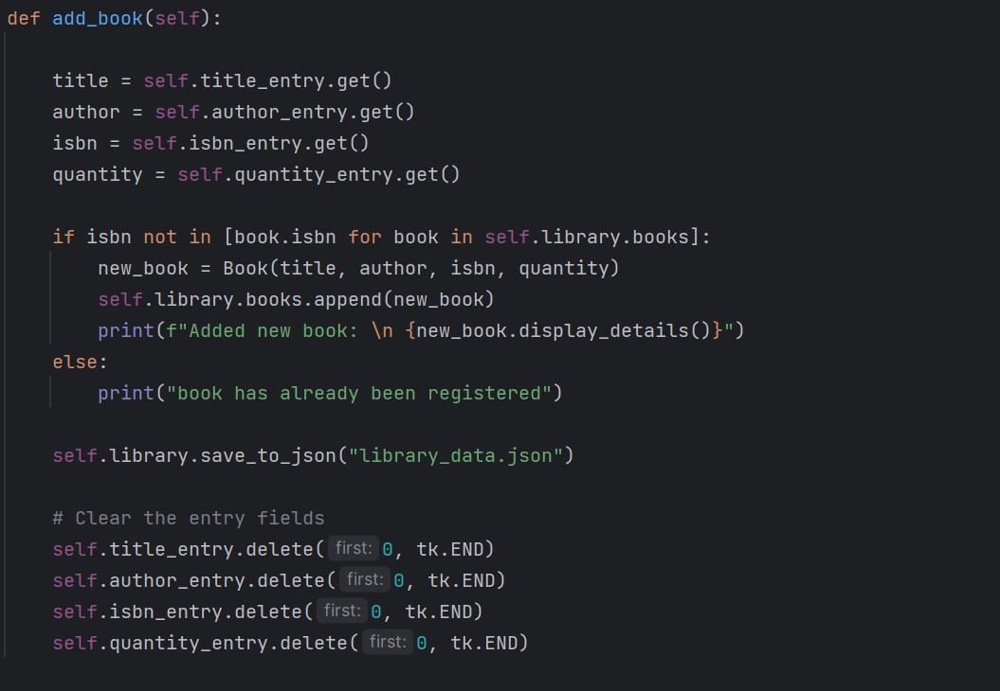 def add_book(self):
title = self.title_entry.get()
author = self.author_entry.get()
isbn = self.isbn_entry.get()
quantity = self.quantity_entry.get()
if isbn not in [book.isbn for book in self.library.books]:
new_book = Book(title, author, isbn, quantity)
self.library.books.append(new_book)
print(f"Added new book: \n {new_book.display_details()}")
else:
print("book has already been registered")
self.library.save_to_json("library_data.json")
# Clear the entry fields
self.title_entry.delete( first: 0, tk.END)
self.author_entry.delete( first: 0, tk.END)
self.isbn_entry.delete( first: 0, tk.END)
self.quantity_entry.delete( first: 0, tk.END)